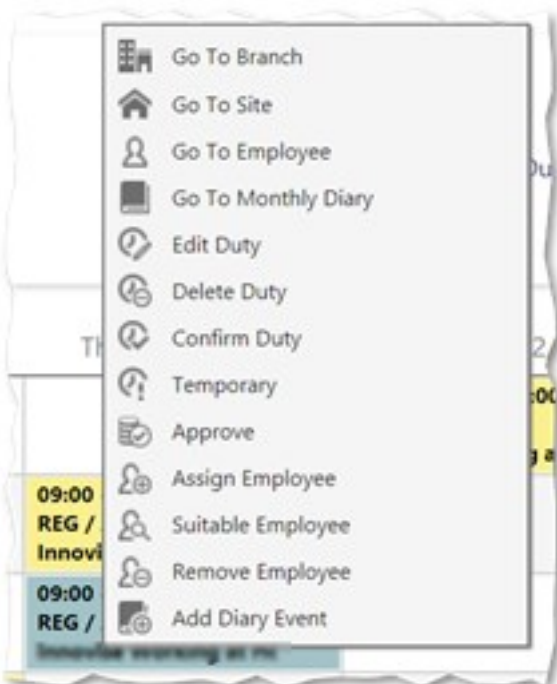 Go To Branch
Go To Site
Go To Employee
Go To Monthly Diary
Edit Duty
Delete Duty
Confirm Duty
Temporary
Approve
Assign Employee
Suitable Employee
Remove Employee
Add Diary Event
09:00
REG /
Innovi
09:00
REG /